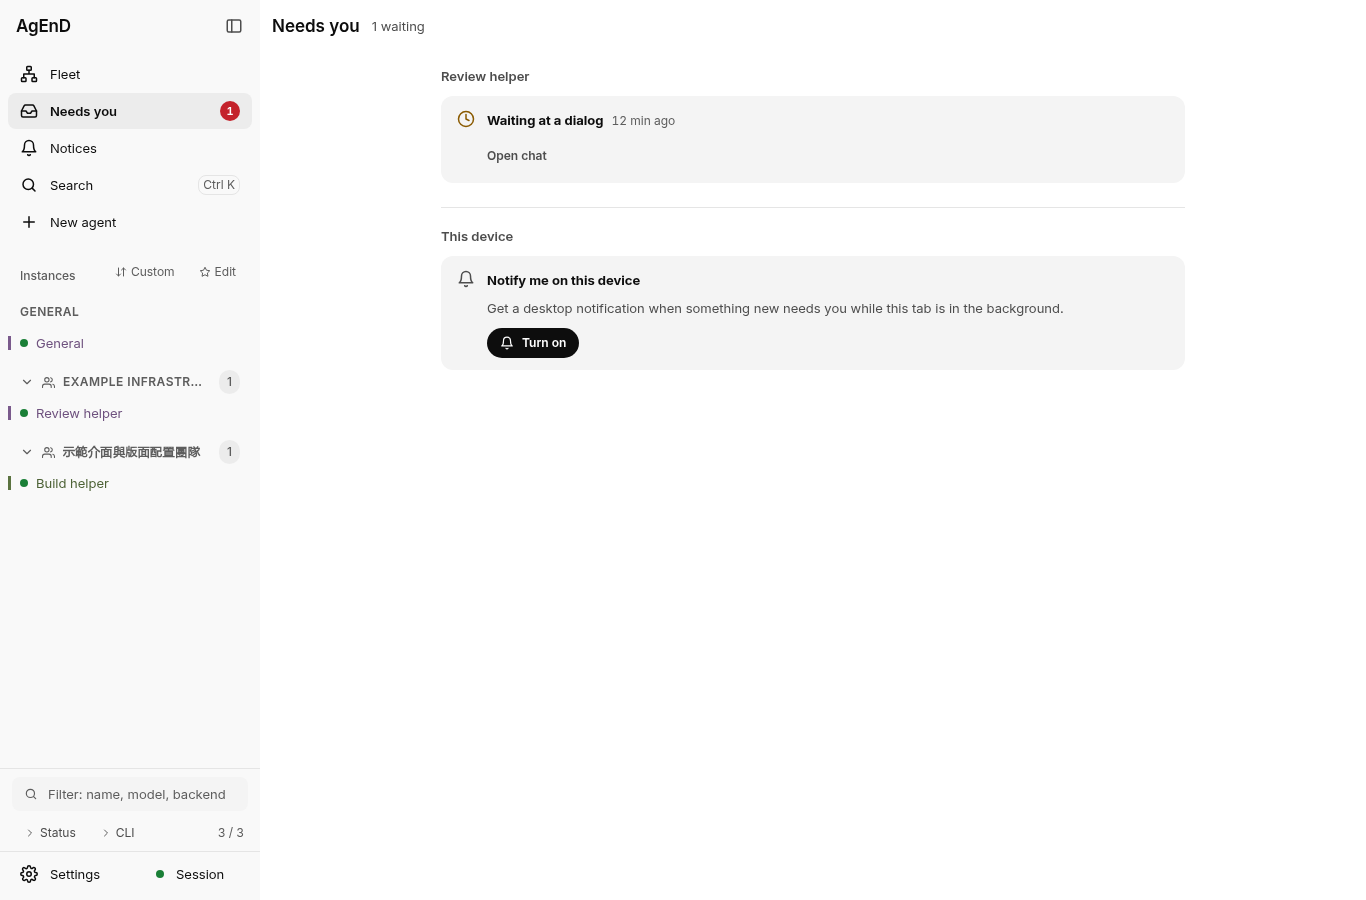 AgEnD
Fleet
Needs you
1
Notices
Search
Ctrl K
New agent
Instances
Custom
Edit
GENERAL
General
EXAMPLE INFRASTR...
1
Review helper
示範介面與版面配置團隊
1
Build helper
Filter: name, model, backend
Status
CLI
3 / 3
Settings
Session
Needs you
1 waiting
Review helper
Waiting at a dialog 12 min ago
Open chat
This device
Notify me on this device
Get a desktop notification when something new needs you while this tab is in the background.
Turn on